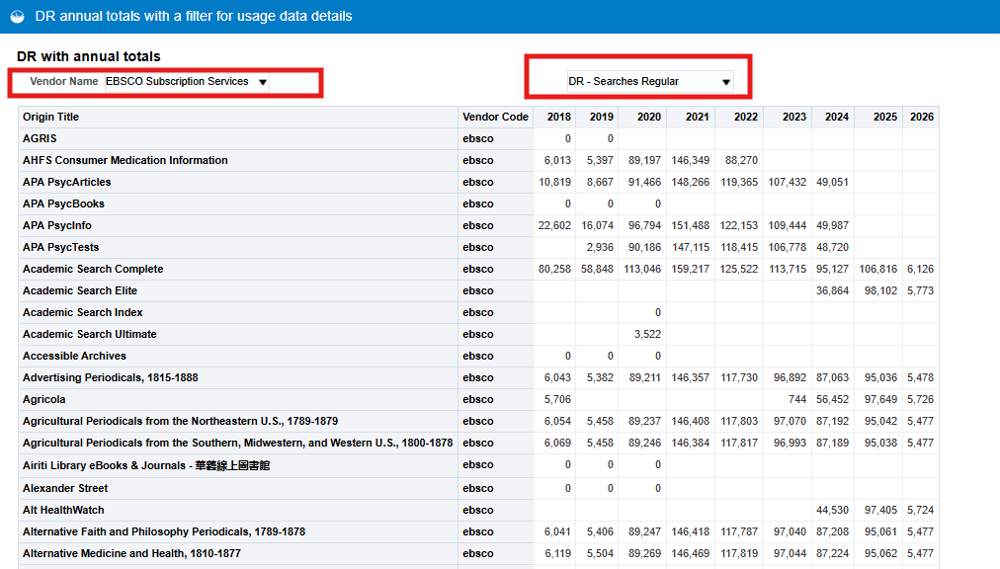 DR annual totals with a filter for usage data details
DR with annual totals
Vendor Name EBSCO Subscription Services DR - Searches Regular
Origin Title Vendor Code 2018 2019 2020 2021 2022 2023 2024 2025 2026
AGRIS ebsco 0 0
AHFS Consumer Medication Information ebsco 6,013 5,397 89,197 146,349 88,270
APA PsycArticles ebsco 10,819 8,667 91,466 148,266 119,365 107,432 49,051
APA PsycBooks ebsco 0 0 0
APA PsycInfo ebsco 22,602 16,074 96,794 151,488 122,153 109,444 49,987
APA PsycTests ebsco 2,936 90,186 147,115 118,415 106,778 48,720
Academic Search Complete ebsco 80,258 58,848 113,046 159,217 125,522 113,715 95,127 106,816 6,126
Academic Search Elite ebsco 36,864 98,102 5,773
Academic Search Index ebsco 0
Academic Search Ultimate ebsco 3,522
Accessible Archives ebsco 0 0 0
Advertising Periodicals, 1815-1888 ebsco 6,043 5,382 89,211 146,357 117,730 96,892 87,063 95,036 5,478
Agricola ebsco 5,706 744 56,452 97,649 5,726
Agricultural Periodicals from the Northeastern U.S., 1789-1879 ebsco 6,054 5,458 89,237 146,408 117,803 97,070 87,192 95,042 5,477
Agricultural Periodicals from the Southern, Midwestern, and Western U.S., 1800-1878 ebsco 6,069 5,458 89,246 146,384 117,817 96,993 87,189 95,038 5,477
Airiti Library eBooks & Journals - 華藝線上圖書館 ebsco 0 0 0
Alexander Street ebsco 0 0 0
Alt HealthWatch ebsco 44,530 97,405 5,724
Alternative Faith and Philosophy Periodicals, 1789-1878 ebsco 6,041 5,406 89,247 146,418 117,787 97,040 87,208 95,061 5,477
Alternative Medicine and Health, 1810-1877 ebsco 6,119 5,504 89,269 146,469 117,819 97,044 87,224 95,062 5,477